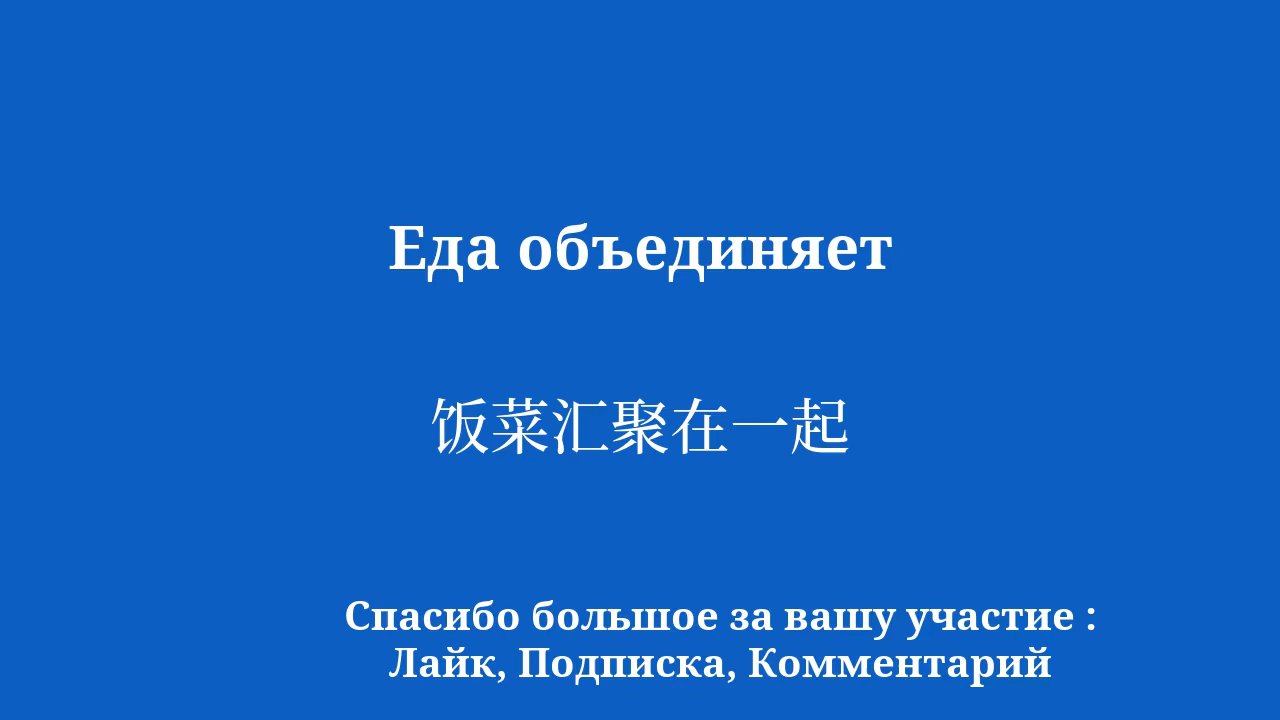 Еда объединяет
饭菜汇聚在一起
Спасибо большое за вашу участие :
Лайк, Подписка, Комментарий